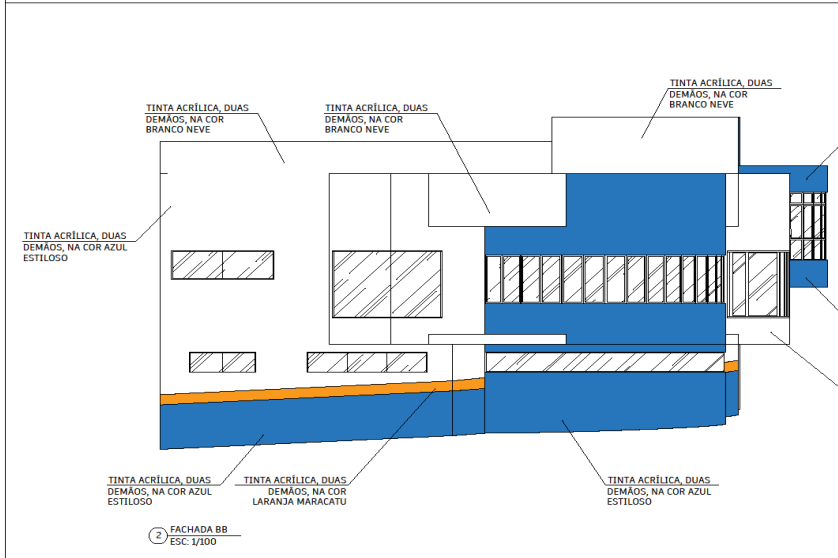 TINTA ACRÍLICA, DUAS
DEMÃOS, NA COR
BRANCO NEVE
TINTA ACRÍLICA, DUAS
DEMÃOS, NA COR
BRANCO NEVE
TINTA ACRÍLICA, DUAS
DEMÃOS, NA COR
BRANCO NEVE
TINTA ACRÍLICA, DUAS
DEMÃOS, NA COR AZUL
ESTILOSO
TINTA ACRÍLICA, DUAS
DEMÃOS, NA COR AZUL
ESTILOSO
TINTA ACRÍLICA, DUAS
DEMÃOS, NA COR
LARANJA MARACATU
TINTA ACRÍLICA, DUAS
DEMÃOS, NA COR AZUL
ESTILOSO
2 FACHADA BB
ESC: 1/100